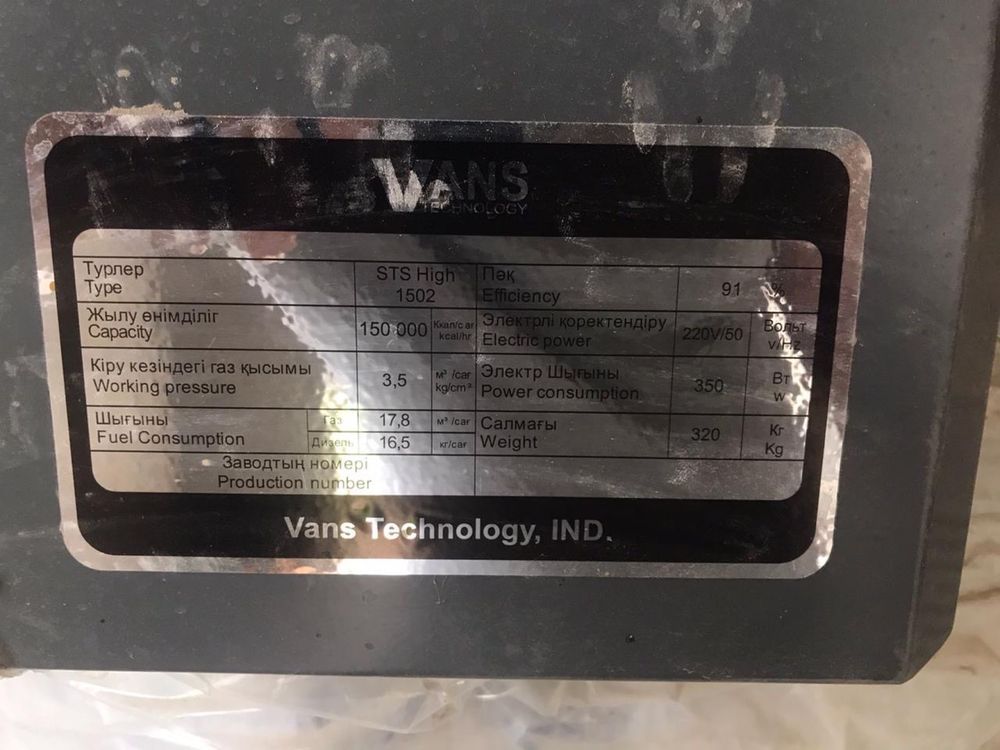 VANS
TECHNOLOGY
Турлер
Type
STS High
1502
Пәқ
Efficiency
91
%
Жылу өнімділіг
Capacity
150 000
Ккал/сағ
kcal/hr
Электрлі қоректендіру
Electric power
220V/50
Вольт
v/Hz
Кіру кезіндегі газ қысымы
Working pressure
3,5
м³ /сағ
kg/cm²
Электр Шығыны
Power consumption
350
Вт
w
Шығыны
Fuel Consumption
Газ
17,8
м³ /сағ
Дизель
16,5
кг/сағ
Салмағы
Weight
320
Кг
Kg
Заводтың номері
Production number
Vans Technology, IND.